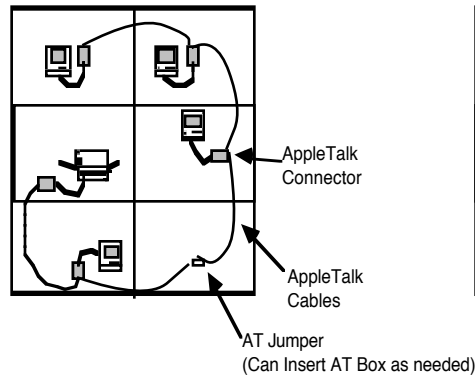 AppleTalk
Connector
AppleTalk
Cables
AT Jumper
(Can Insert AT Box as needed)